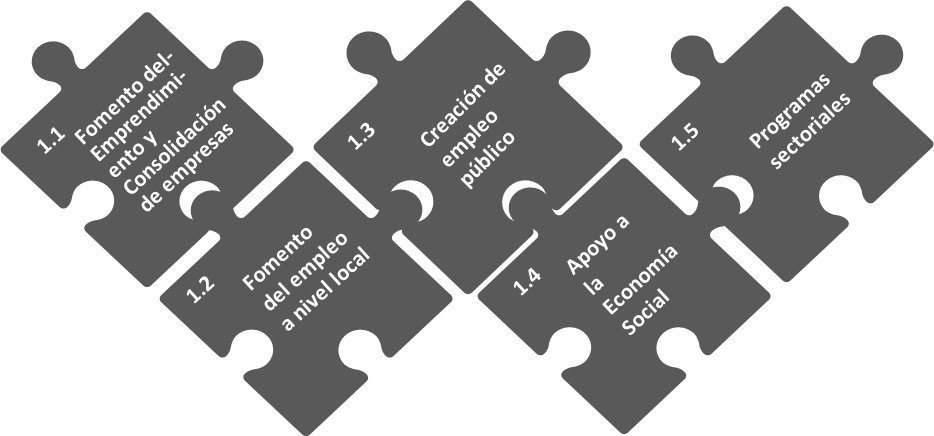 1.1
Fomento del-
Emprendimi-
ento y
Consolidación
de empresas
1.2
Fomento
del empleo
a nivel local
1.3
Creación de
empleo
público
1.4
Apoyo a
la
Economía
Social
1.5
Programas
sectoriales